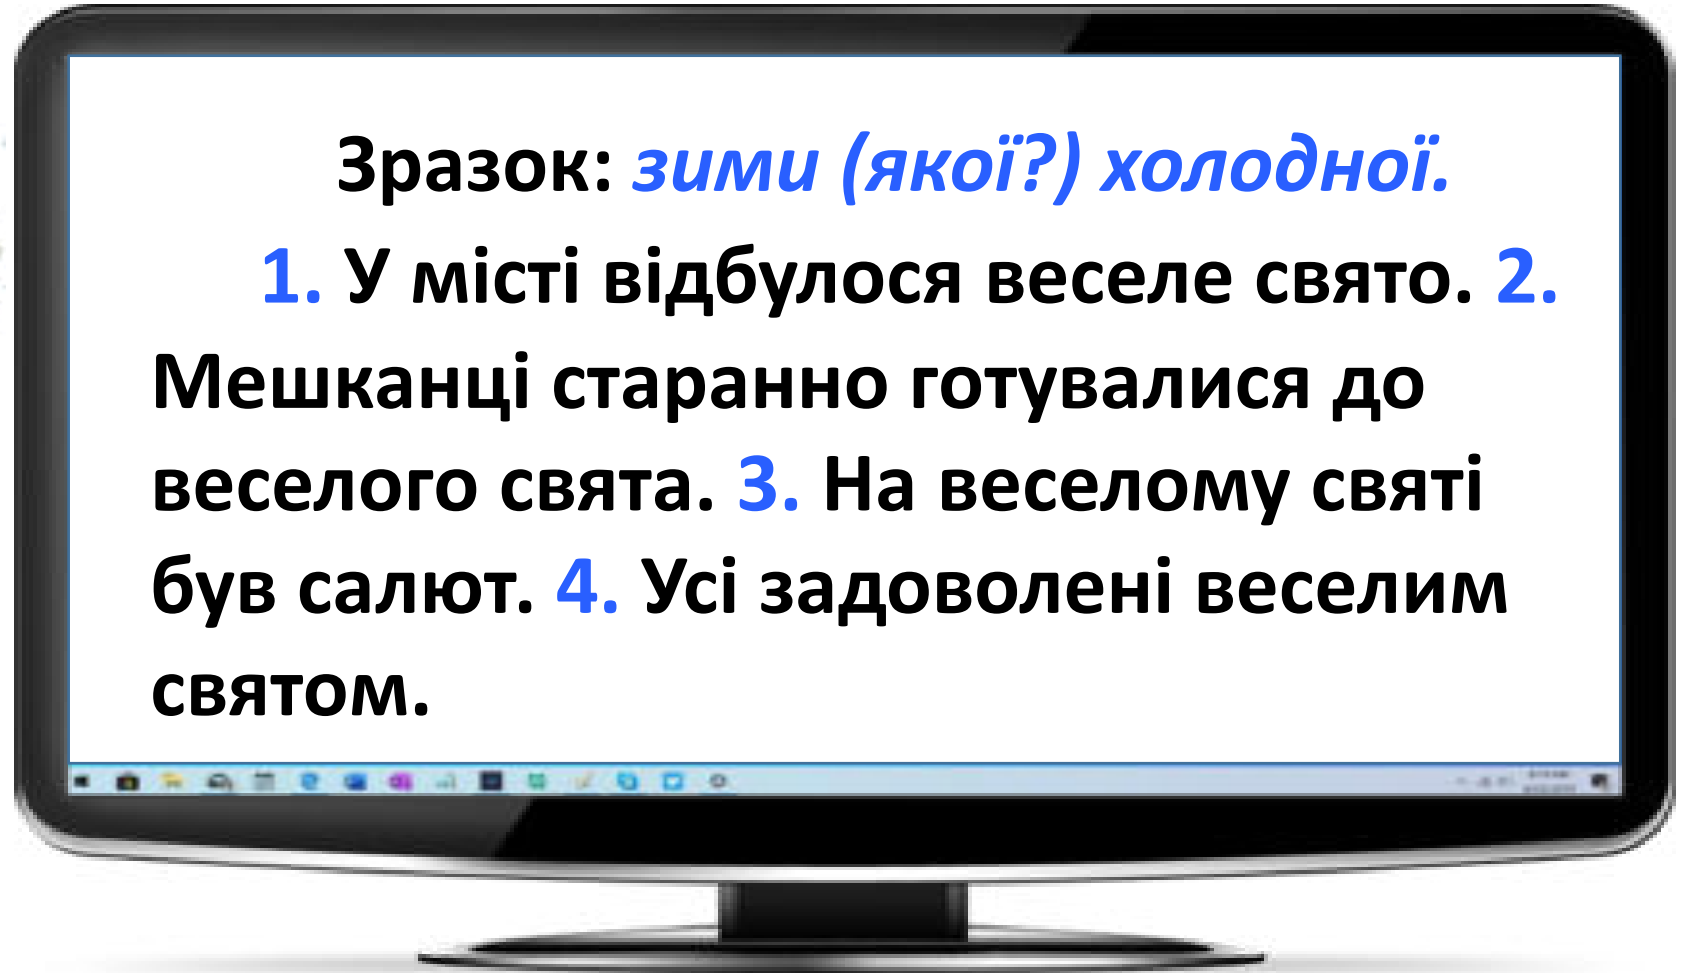 Зразок: зими (якої?) холодної.
1. У місті відбулося веселе свято. 2.
Мешканці старанно готувалися до
веселого свята. 3. На веселому святі
був салют. 4. Усі задоволені веселим
святом.